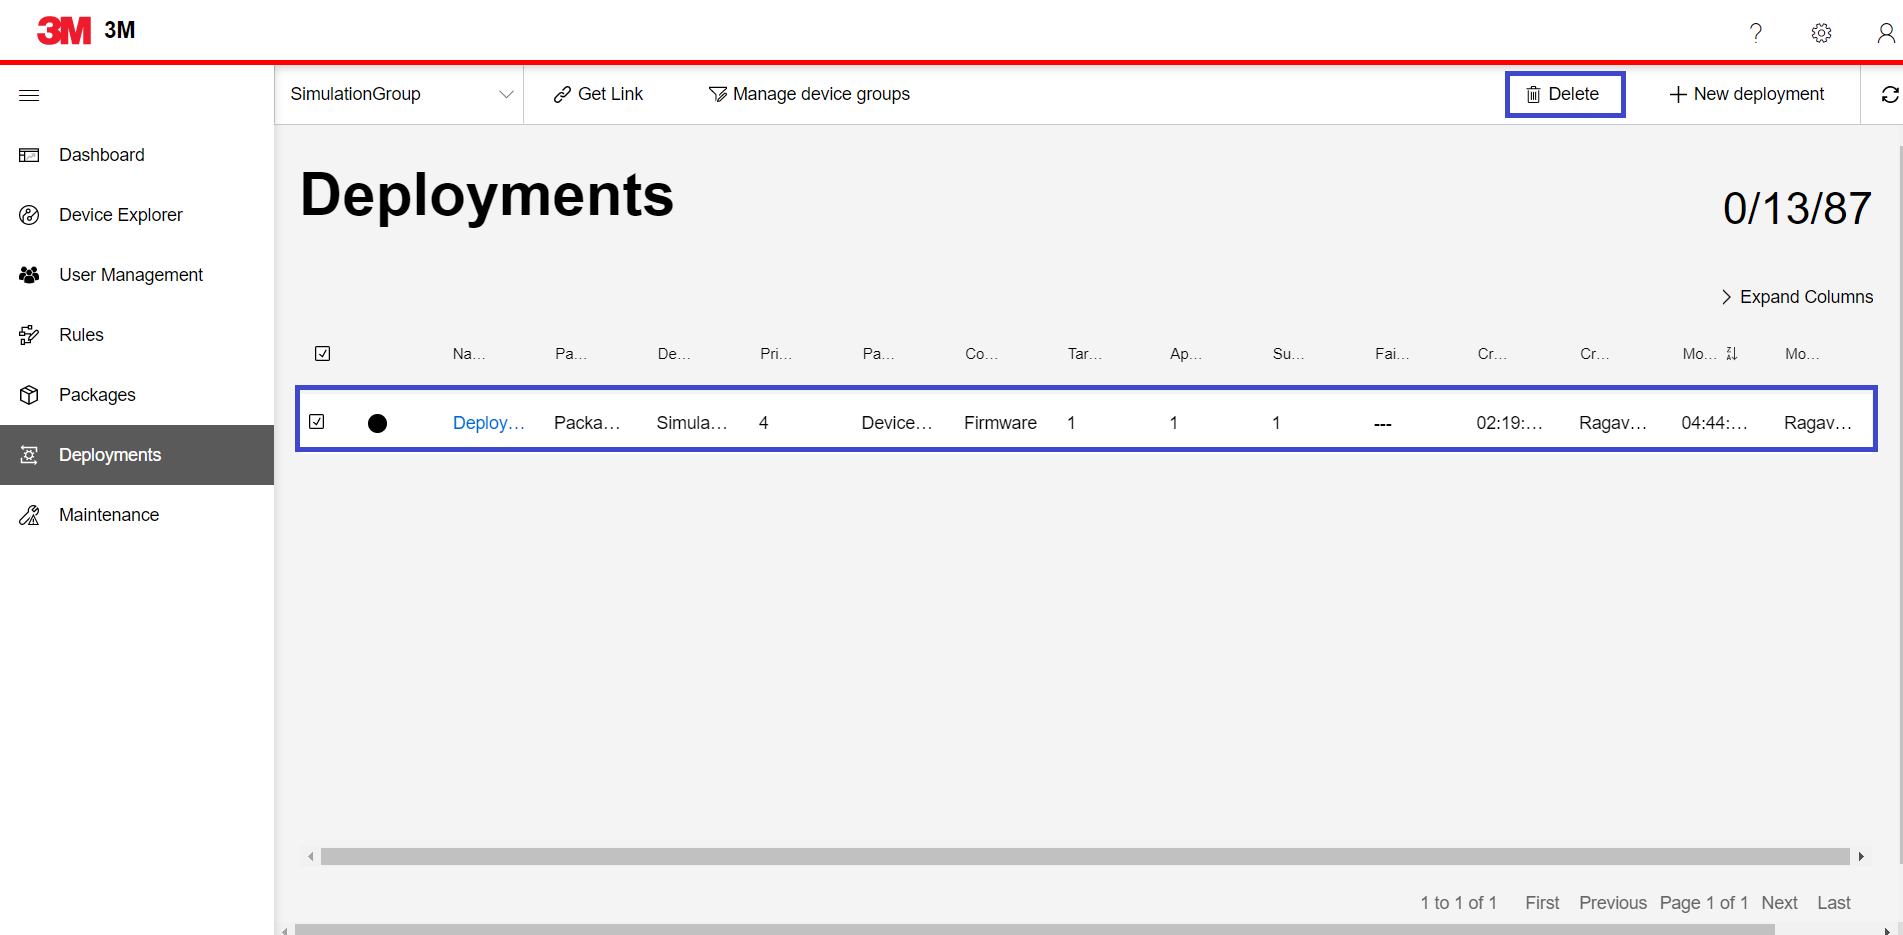 3M 3M
?
SimulationGroup Get Link Manage device groups Delete New deployment
Dashboard
Device Explorer
User Management
Rules
Packages
Deployments
Maintenance
Deployments
0/13/87
Expand Columns
Na... Pa... De... Pri... Pa... Co... Tar... Ap... Su... Fai... Cr... Cr... Mo... Mo...
Deploy... Packa... Simula... 4 Device... Firmware 1 1 1 --- 02:19:... Ragav... 04:44:... Ragav...
1 to 1 of 1 First Previous Page 1 of 1 Next Last